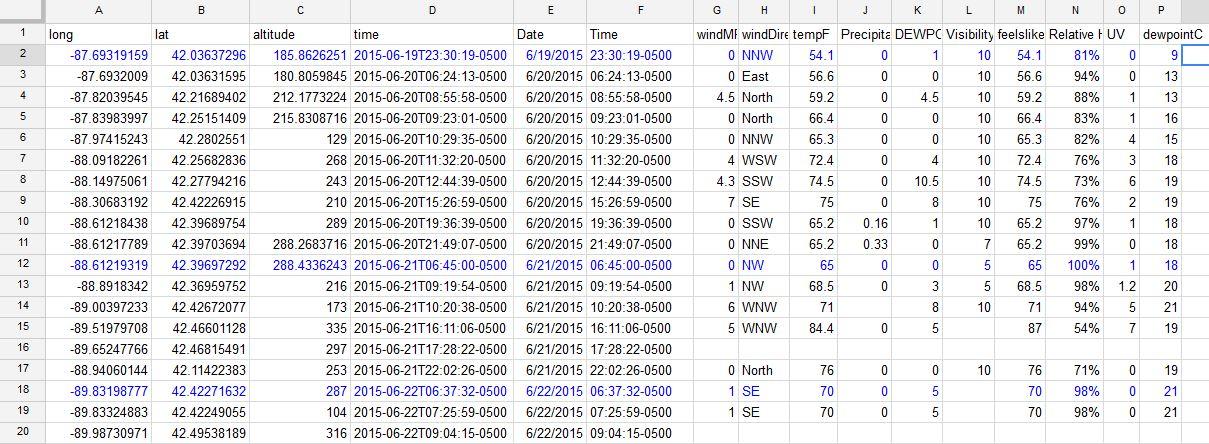 A B C D E F G H I J K L M N O P
1 long lat altitude time Date Time windMF windDire tempF Precipita DEWPO Visibility feelslike Relative H UV dewpointC
2 -87.69319159 42.03637296 185.8626251 2015-06-19T23:30:19-0500 6/19/2015 23:30:19-0500 0 NNW 54.1 0 1 10 54.1 81% 0 9
3 -87.6932009 42.03631595 180.8059845 2015-06-20T06:24:13-0500 6/20/2015 06:24:13-0500 0 East 56.6 0 0 10 56.6 94% 0 13
4 -87.82039545 42.21689402 212.1773224 2015-06-20T08:55:58-0500 6/20/2015 08:55:58-0500 4.5 North 59.2 0 4.5 10 59.2 88% 1 13
5 -87.83983997 42.25151409 215.8308716 2015-06-20T09:23:01-0500 6/20/2015 09:23:01-0500 0 North 66.4 0 0 10 66.4 83% 1 16
6 -87.97415243 42.2802551 129 2015-06-20T10:29:35-0500 6/20/2015 10:29:35-0500 0 NNW 65.3 0 0 10 65.3 82% 4 15
7 -88.09182261 42.25682836 268 2015-06-20T11:32:20-0500 6/20/2015 11:32:20-0500 4 WSW 72.4 0 4 10 72.4 76% 3 18
8 -88.14975061 42.27794216 243 2015-06-20T12:44:39-0500 6/20/2015 12:44:39-0500 4.3 SSW 74.5 0 10.5 10 74.5 73% 6 19
9 -88.30683192 42.42226915 210 2015-06-20T15:26:59-0500 6/20/2015 15:26:59-0500 7 SE 75 0 8 10 75 76% 2 19
10 -88.61218438 42.39689754 289 2015-06-20T19:36:39-0500 6/20/2015 19:36:39-0500 0 SSW 65.2 0.16 1 10 65.2 97% 1 18
11 -88.61217789 42.39703694 288.2683716 2015-06-20T21:49:07-0500 6/20/2015 21:49:07-0500 0 NNE 65.2 0.33 0 7 65.2 99% 0 18
12 -88.61219319 42.39697292 288.4336243 2015-06-21T06:45:00-0500 6/21/2015 06:45:00-0500 0 NW 65 0 0 5 65 100% 1 18
13 -88.8918342 42.36959752 216 2015-06-21T09:19:54-0500 6/21/2015 09:19:54-0500 1 NW 68.5 0 3 5 68.5 98% 1.2 20
14 -89.00397233 42.42672077 173 2015-06-21T10:20:38-0500 6/21/2015 10:20:38-0500 6 WNW 71 0 8 10 71 94% 5 21
15 -89.51979708 42.46601128 335 2015-06-21T16:11:06-0500 6/21/2015 16:11:06-0500 5 WNW 84.4 0 5 87 54% 7 19
16 -89.65247766 42.46815491 297 2015-06-21T17:28:22-0500 6/21/2015 17:28:22-0500
17 -88.94060144 42.11422383 253 2015-06-21T22:02:26-0500 6/21/2015 22:02:26-0500 0 North 76 0 0 10 76 71% 0 19
18 -89.83198777 42.42271632 287 2015-06-22T06:37:32-0500 6/22/2015 06:37:32-0500 1 SE 70 0 5 70 98% 0 21
19 -89.83324883 42.42249055 104 2015-06-22T07:25:59-0500 6/22/2015 07:25:59-0500 1 SE 70 0 5 70 98% 0 21
20 -89.98730971 42.49538189 316 2015-06-22T09:04:15-0500 6/22/2015 09:04:15-0500